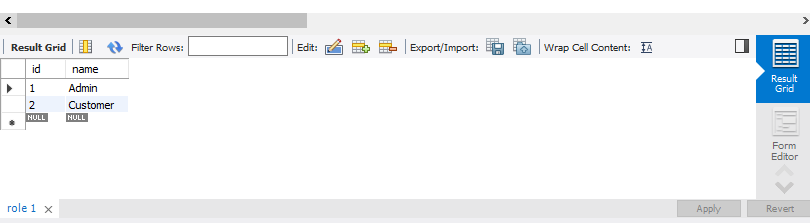 Result Grid Filter Rows: Edit: Export/Import: Wrap Cell Content:
id name
1 Admin
2 Customer
NULL NULL
Result
Grid
Form
Editor
role 1
Apply Revert